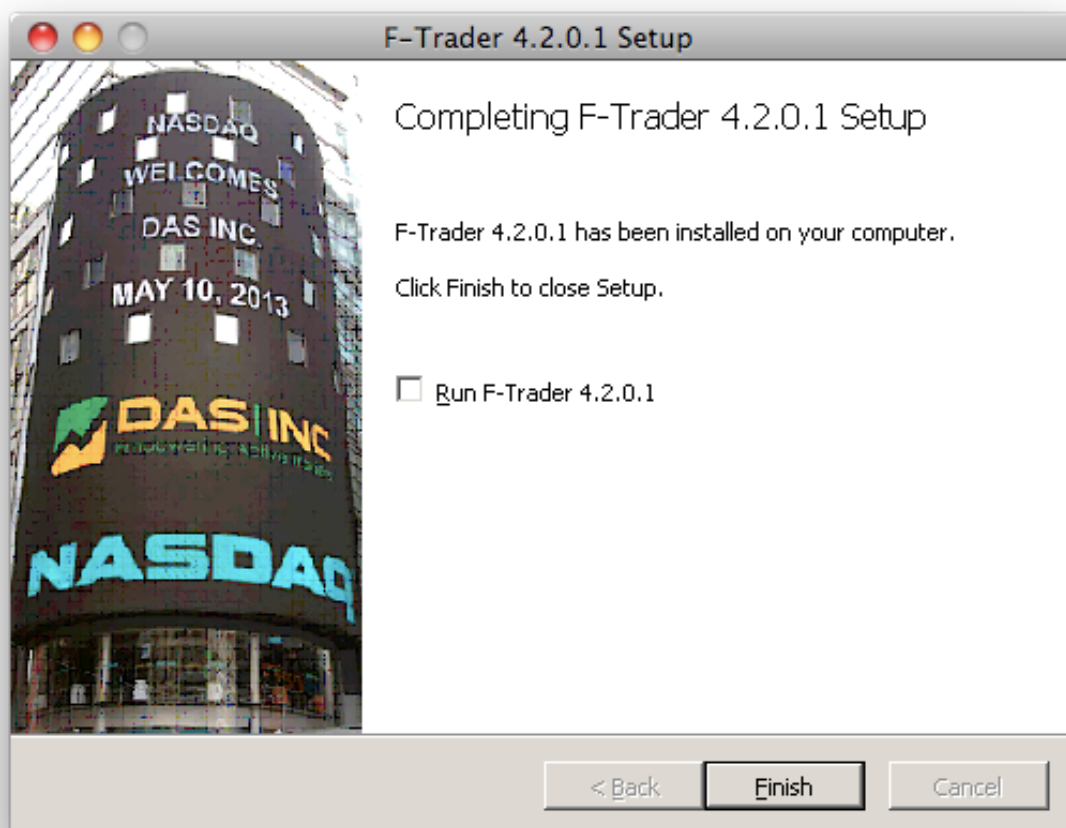 F-Trader 4.2.0.1 Setup
NASDAQ
WELCOMES
DAS INC.
MAY 10, 2013
DAS|INC
NASDAQ
Completing F-Trader 4.2.0.1 Setup
F-Trader 4.2.0.1 has been installed on your computer.
Click Finish to close Setup.
Run F-Trader 4.2.0.1
< Back
Finish
Cancel